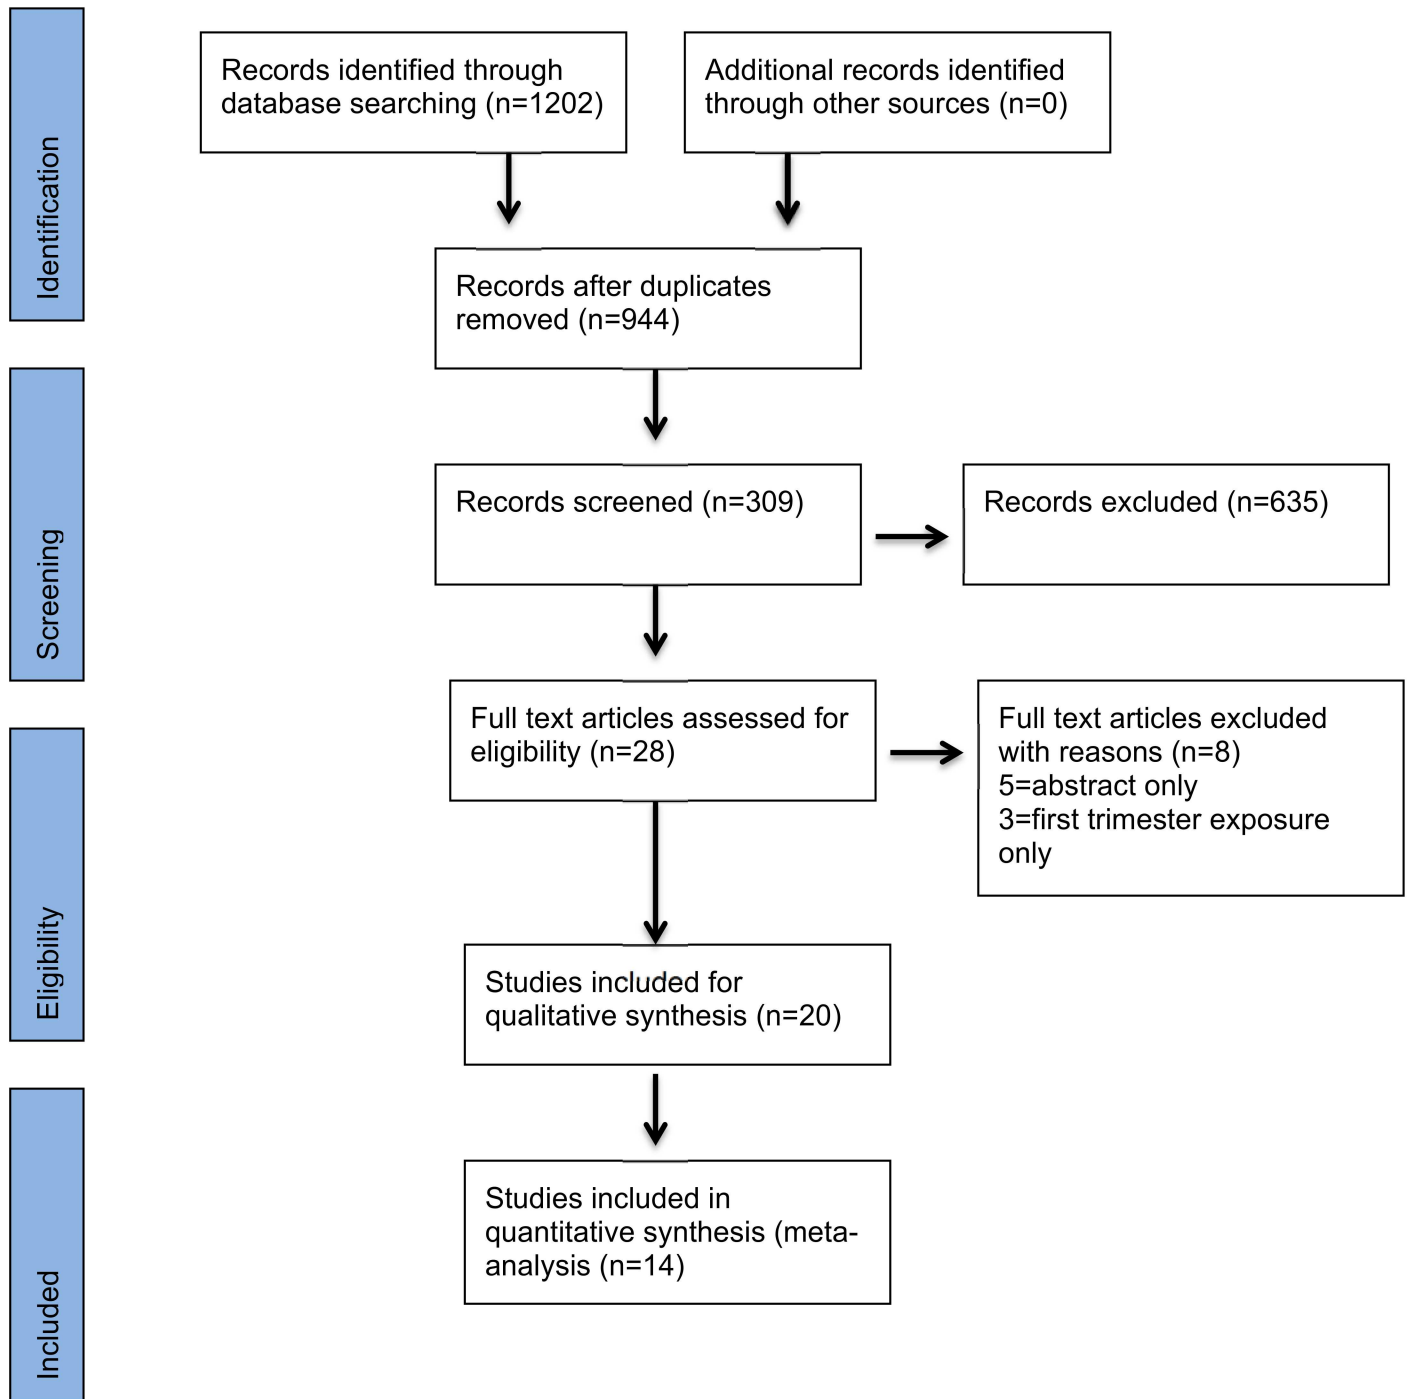 Identification
Records identified through
database searching (n=1202)
Additional records identified
through other sources (n=0)
Records after duplicates
removed (n=944)
Screening
Records screened (n=309)
Records excluded (n=635)
Full text articles assessed for
eligibility (n=28)
Full text articles excluded
with reasons (n=8)
5=abstract only
3=first trimester exposure
only
Eligibility
Studies included for
qualitative synthesis (n=20)
Included
Studies included in
quantitative synthesis (meta-
analysis (n=14)